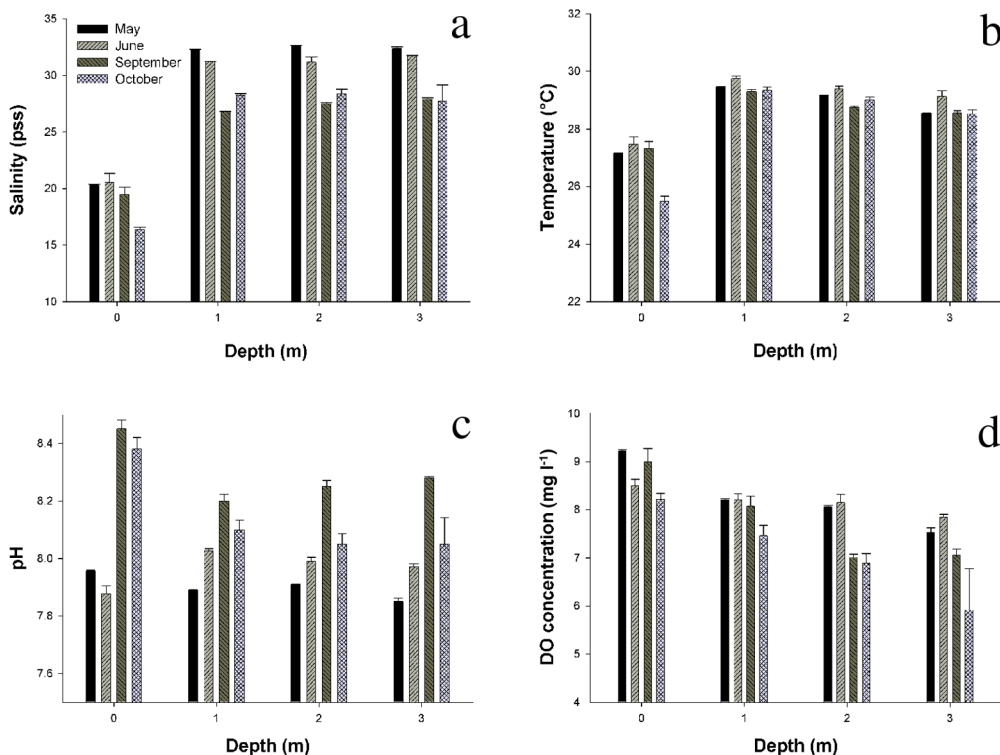 a
Salinity (pss)
35
30
25
20
15
10
May
June
September
October
0 1 2 3
Depth (m)
b
Temperature (°C)
32
30
28
26
24
22
0 1 2 3
Depth (m)
c
pH
8.4
8.2
8.0
7.8
7.6
0 1 2 3
Depth (m)
d
DO concentration (mg l-1)
10
9
8
7
6
5
4
0 1 2 3
Depth (m)